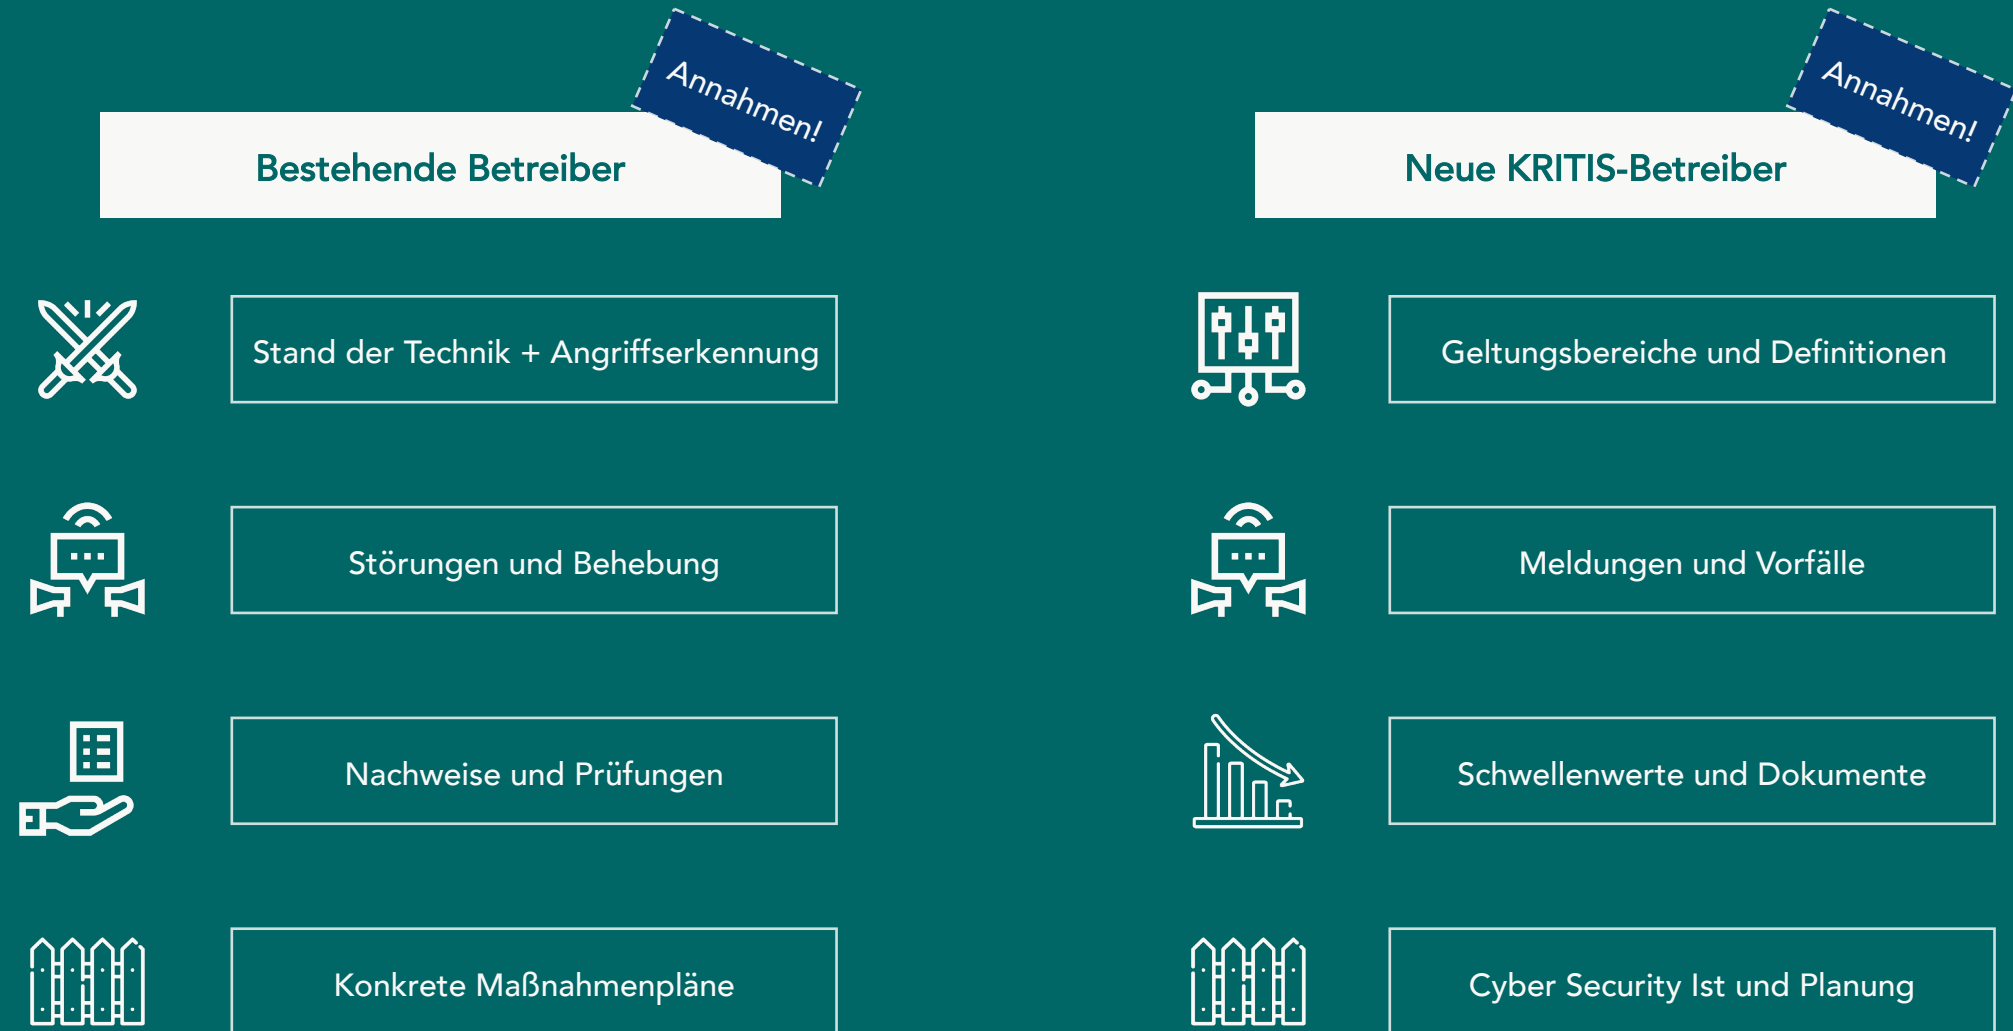 Annahmen!
Bestehende Betreiber
Stand der Technik + Angriffserkennung
Störungen und Behebung
Nachweise und Prüfungen
Konkrete Maßnahmenpläne
Annahmen!
Neue KRITIS-Betreiber
Geltungsbereiche und Definitionen
Meldungen und Vorfälle
Schwellenwerte und Dokumente
Cyber Security Ist und Planung